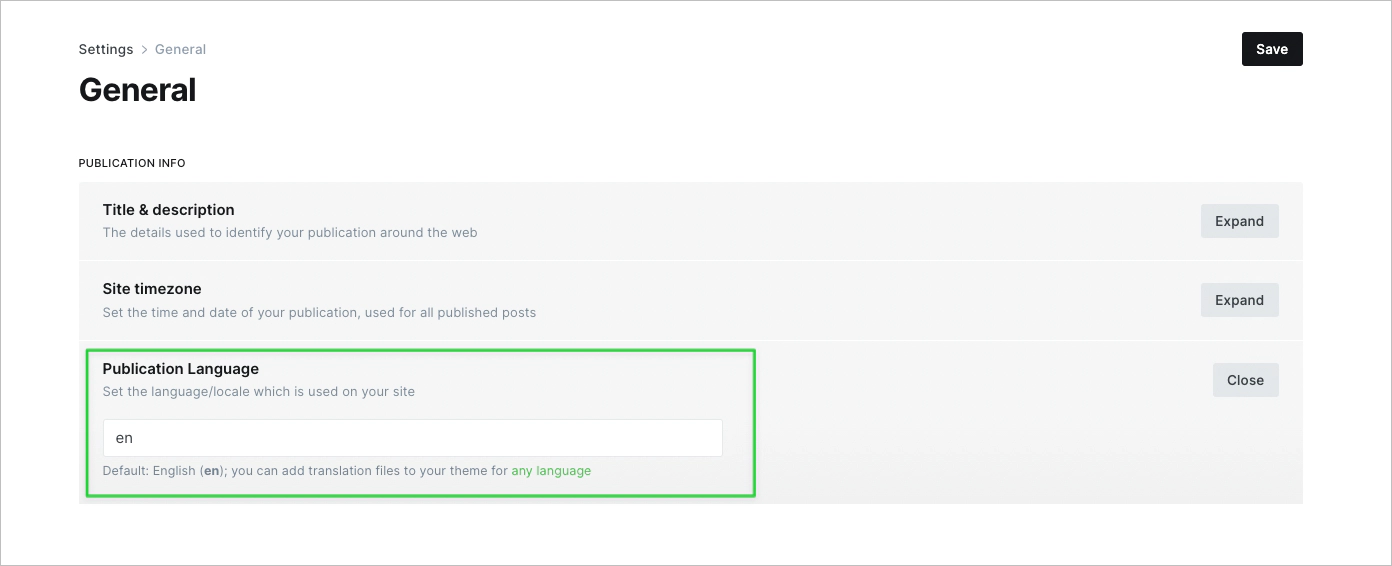 Settings > General
Save
General
PUBLICATION INFO
Title & description
The details used to identify your publication around the web
Expand
Site timezone
Set the time and date of your publication, used for all published posts
Expand
Publication Language
Set the language/locale which is used on your site
Close
en
Default: English (en); you can add translation files to your theme for any language